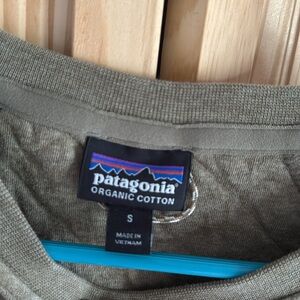 patagonia®
ORGANIC COTTON
S
MADE IN
VIETNAM